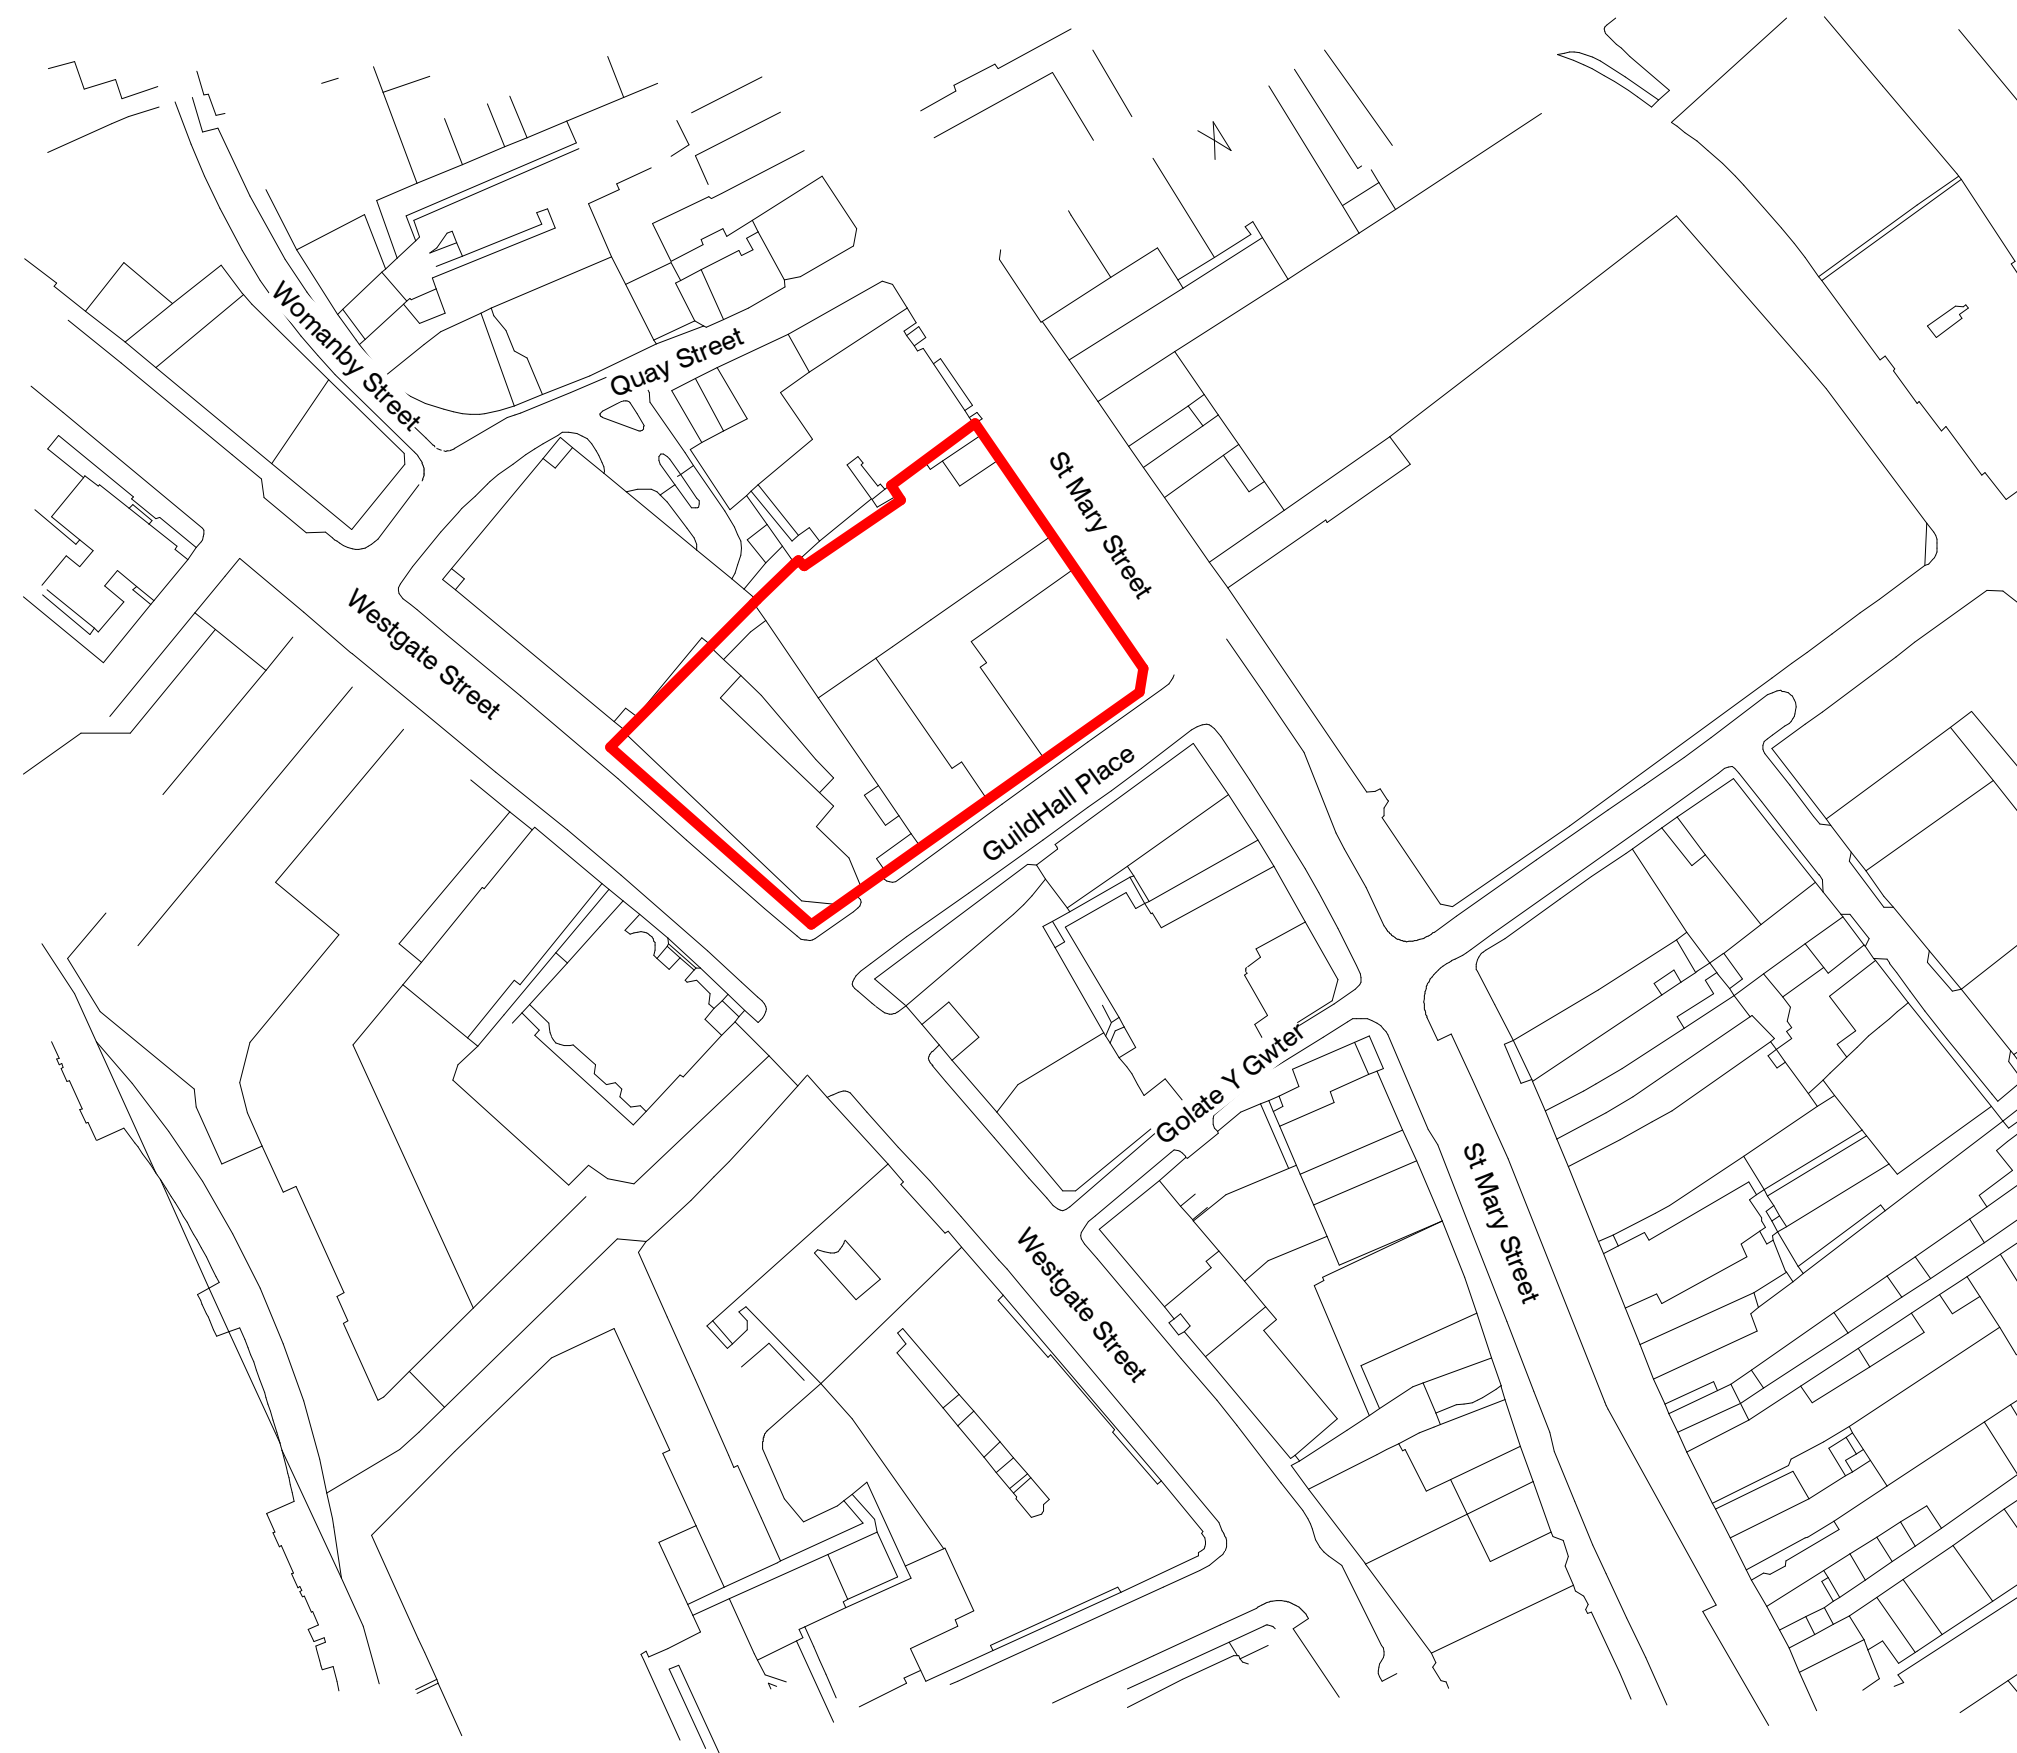 Womanby Street
Quay Street
St Mary Street
Westgate Street
GuildHall Place
Golate Y Gwter
St Mary Street
Westgate Street